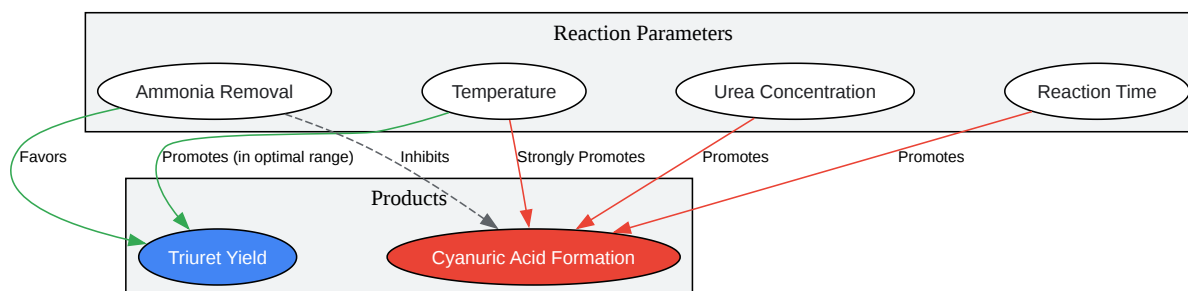 Reaction Parameters
Ammonia Removal
Temperature
Urea Concentration
Reaction Time
Favors
Promotes (in optimal range)
Inhibits
Strongly Promotes
Promotes
Promotes
Products
Triuret Yield
Cyanuric Acid Formation